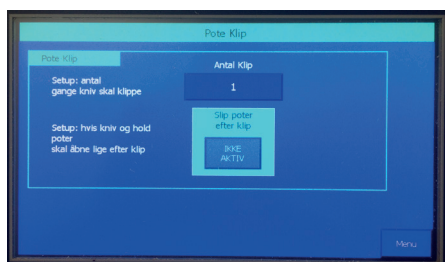 Pote Klip
Pote Klip
Antal Klip
Setup: antal
gange kniv skal klippe
1
Slip poter
efter klip
Setup: hvis kniv og hold
poter
skal åbne lige efter klip
IKKE
AKTIV
Menu